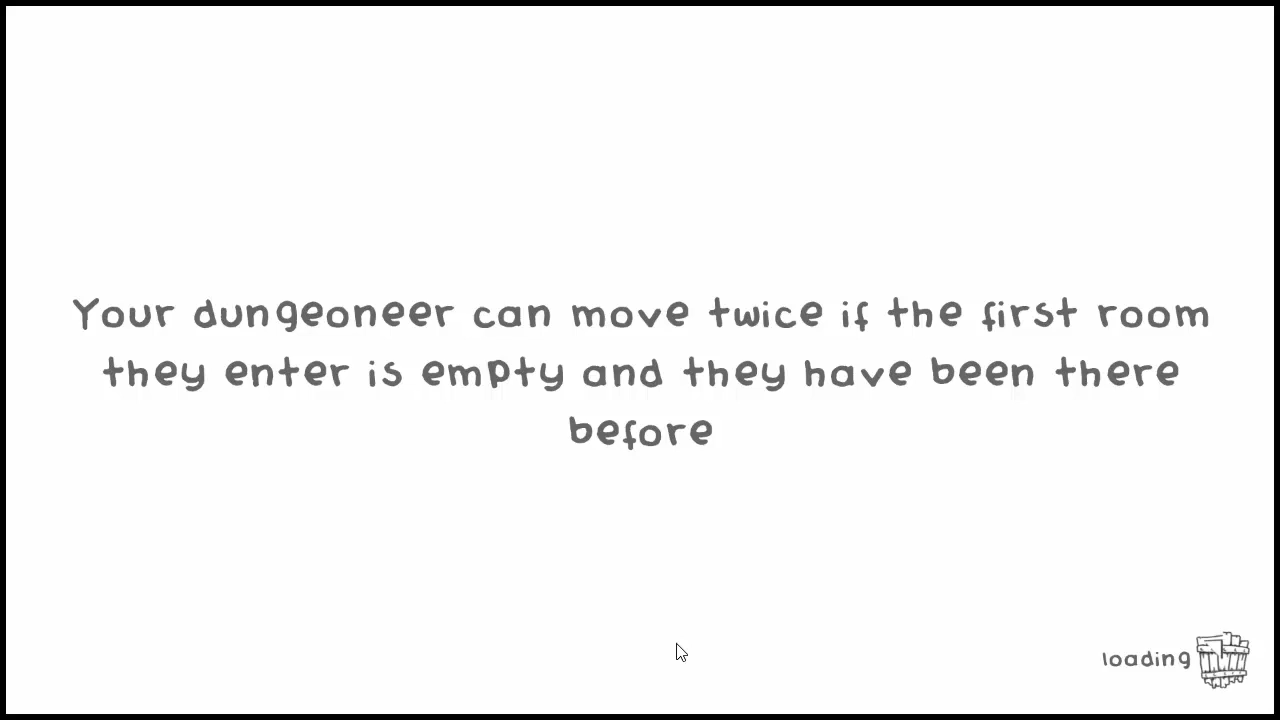 Your dungeoneer can move twice if the first room
they enter is empty and they have been there
before
loading